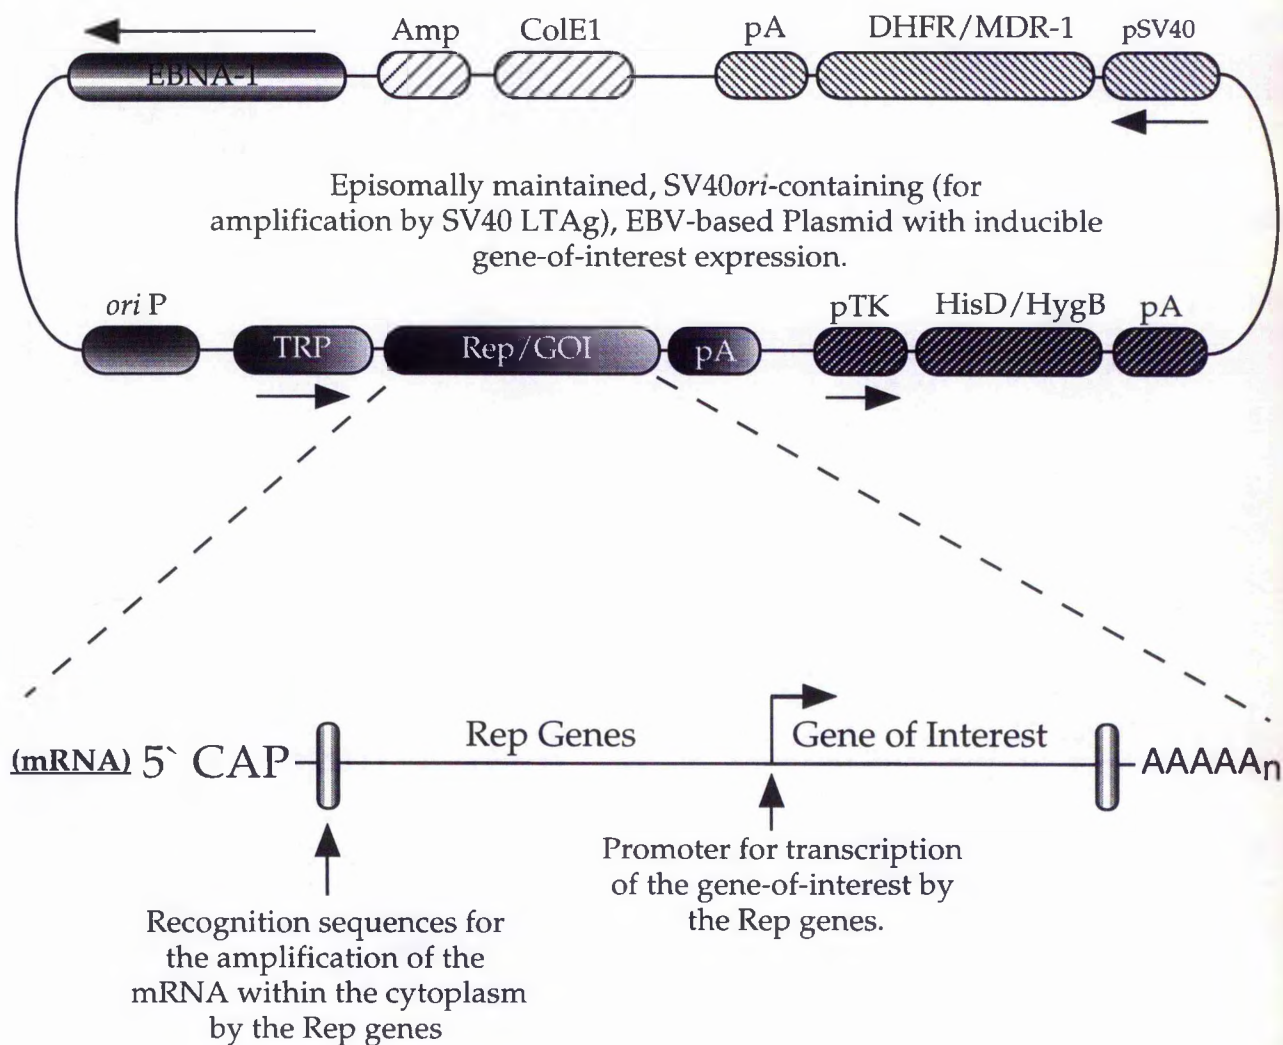 Amp ColE1 pA DHFR/MDR-1 pSV40
EBNA-1
Episomally maintained, SV40ori-containing (for
amplification by SV40 LTAg), EBV-based Plasmid with inducible
gene-of-interest expression.
ori P pTK HisD/HygB pA
TRP Rep/GOI pA
Rep Genes Gene of Interest
(mRNA) 5` CAP AAAAAn
Promoter for transcription
of the gene-of-interest by
the Rep genes.
Recognition sequences for
the amplification of the
mRNA within the cytoplasm
by the Rep genes